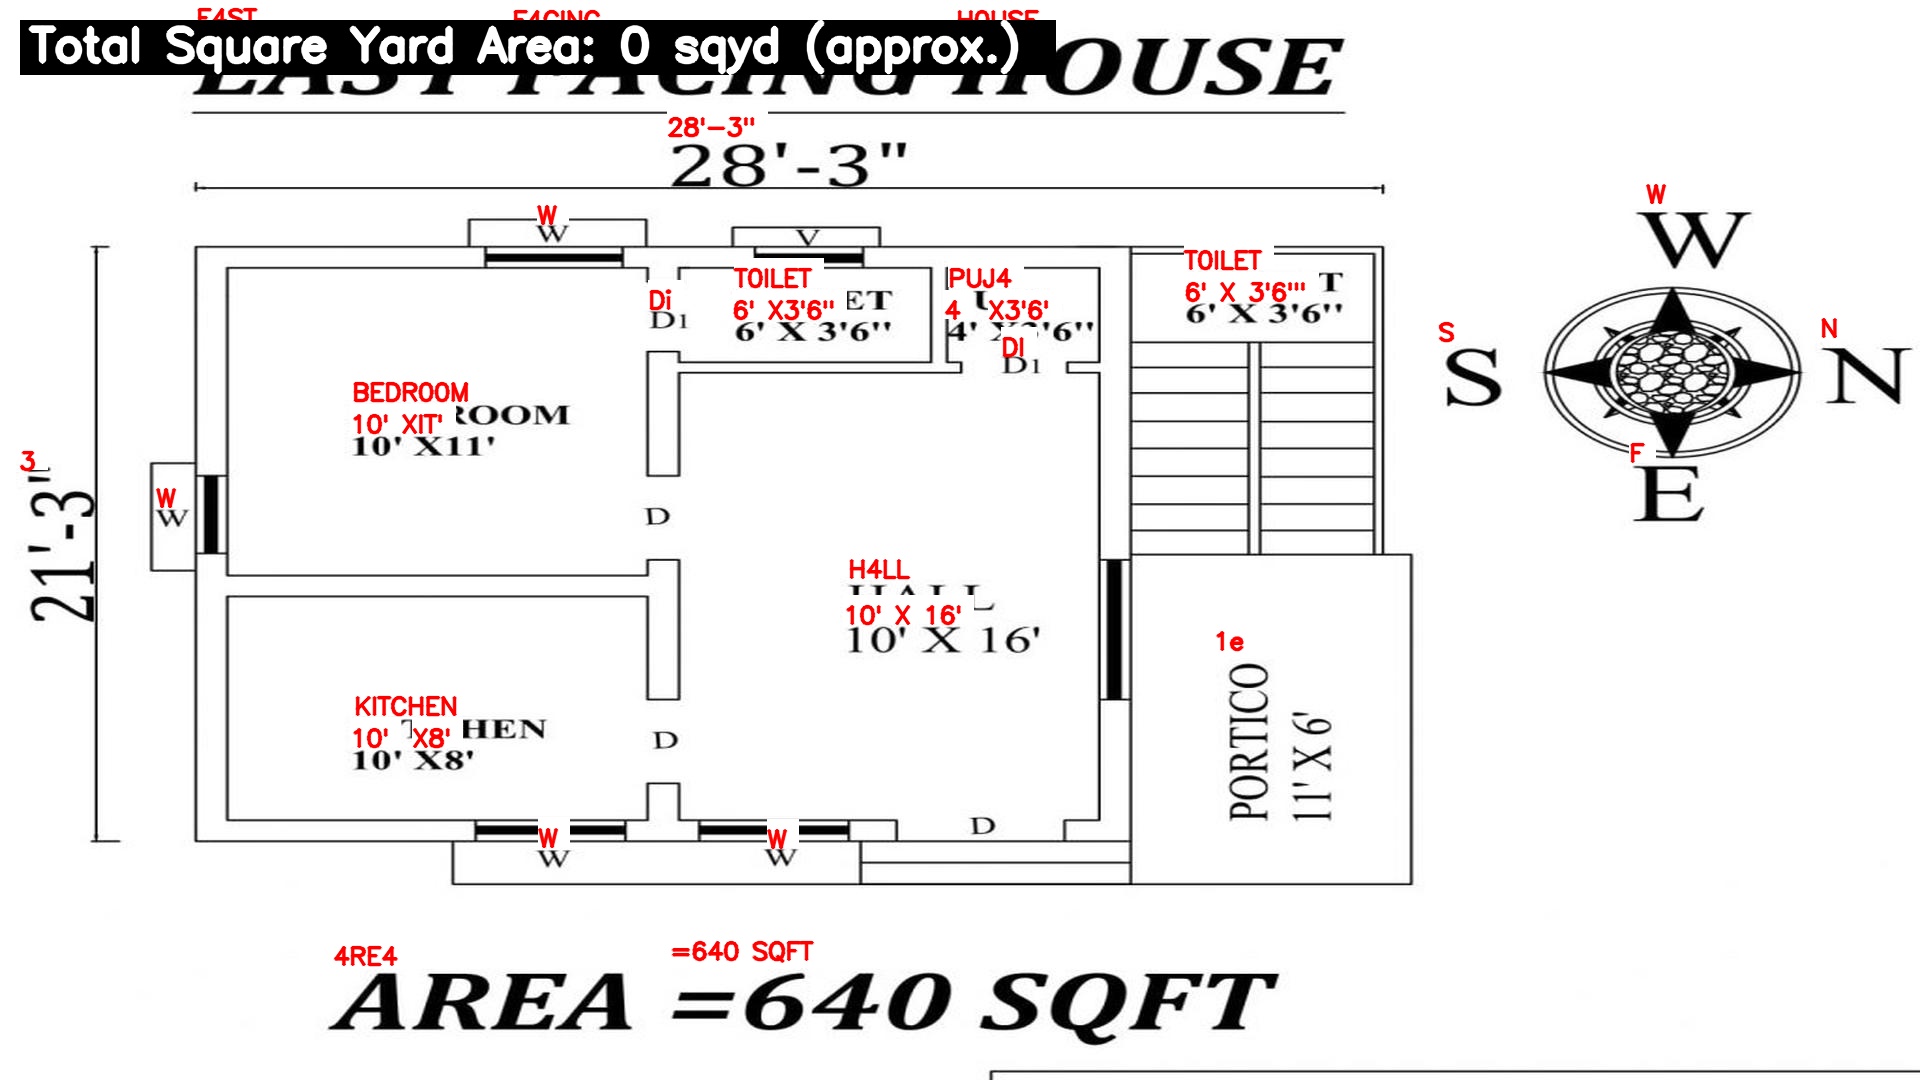 EAST FACING HOUSE
Total Square Yard Area: 0 sqyd (approx.)
EAST FACING HOUSE
28'-3"
28'-3"
W
W
V
W
W
TOILET
6' X3'6"
6' X 3'6"
Di
D1
PUJ4
4 X3'6'
4' X3'6"
DI
D1
TOILET
6' X 3'6"'
6' X 3'6"
S
S
N
N
F
E
BEDROOM
10' XIT'
ROOM
10' X11'
3
21'-3"
W
W
D
H4LL
HALL
10' X 16'
10' X 16'
1e
PORTICO
11' X 6'
KITCHEN
10' X8'
HEN
10' X8'
D
D
W
W
W
W
4RE4 =640 SQFT
AREA =640 SQFT